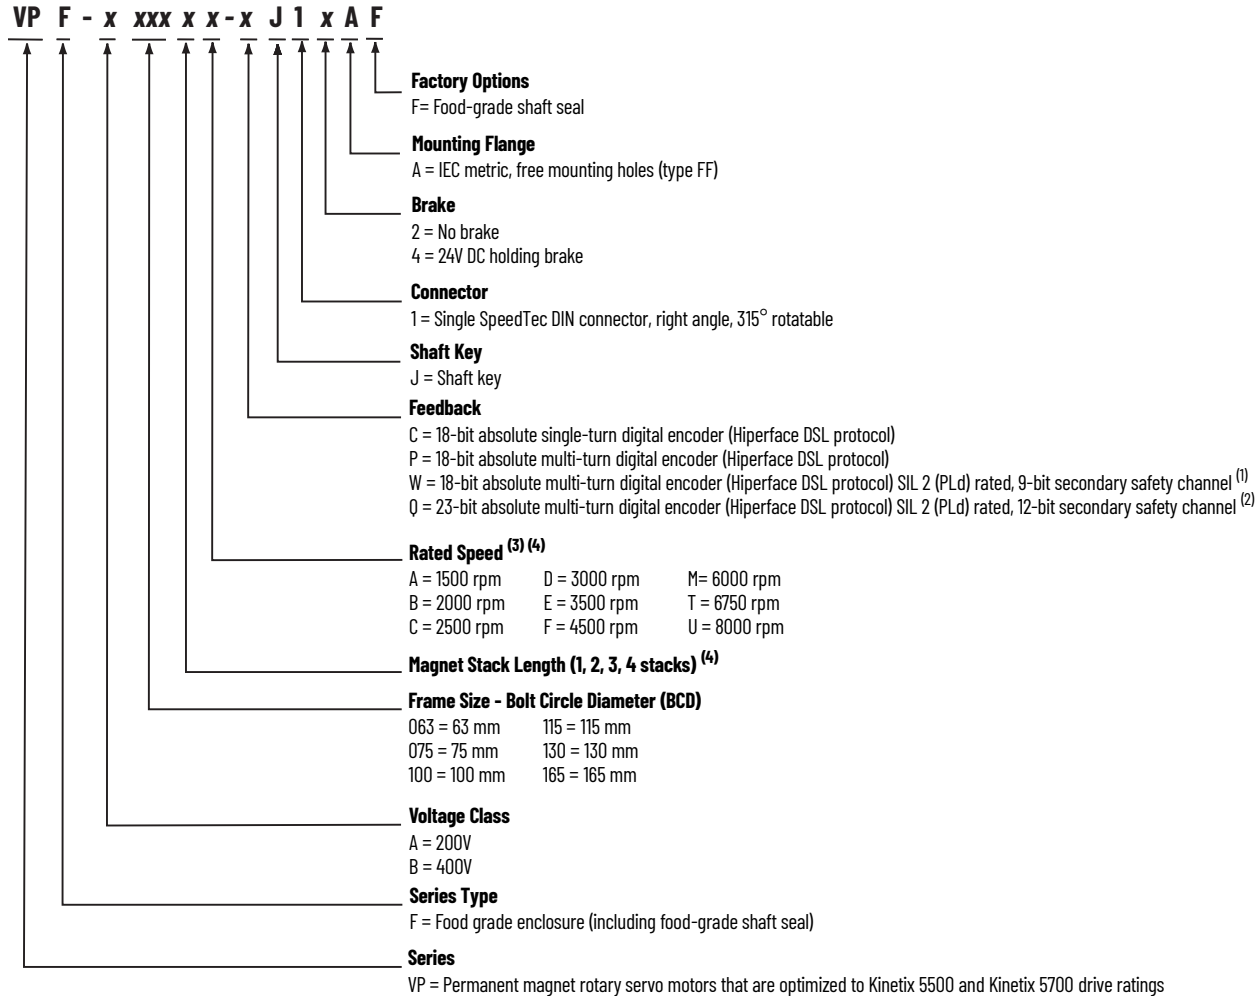 VP F - x xxx x x - x J 1 x A F
Factory Options
F= Food-grade shaft seal
Mounting Flange
A = IEC metric, free mounting holes (type FF)
Brake
2 = No brake
4 = 24V DC holding brake
Connector
1 = Single SpeedTec DIN connector, right angle, 315° rotatable
Shaft Key
J = Shaft key
Feedback
C = 18-bit absolute single-turn digital encoder (Hiperface DSL protocol)
P = 18-bit absolute multi-turn digital encoder (Hiperface DSL protocol)
W = 18-bit absolute multi-turn digital encoder (Hiperface DSL protocol) SIL 2 (PLd) rated, 9-bit secondary safety channel (1)
Q = 23-bit absolute multi-turn digital encoder (Hiperface DSL protocol) SIL 2 (PLd) rated, 12-bit secondary safety channel (2)
Rated Speed (3) (4)
A = 1500 rpm D = 3000 rpm M= 6000 rpm
B = 2000 rpm E = 3500 rpm T = 6750 rpm
C = 2500 rpm F = 4500 rpm U = 8000 rpm
Magnet Stack Length (1, 2, 3, 4 stacks) (4)
Frame Size - Bolt Circle Diameter (BCD)
063 = 63 mm 115 = 115 mm
075 = 75 mm 130 = 130 mm
100 = 100 mm 165 = 165 mm
Voltage Class
A = 200V
B = 400V
Series Type
F = Food grade enclosure (including food-grade shaft seal)
Series
VP = Permanent magnet rotary servo motors that are optimized to Kinetix 5500 and Kinetix 5700 drive ratings